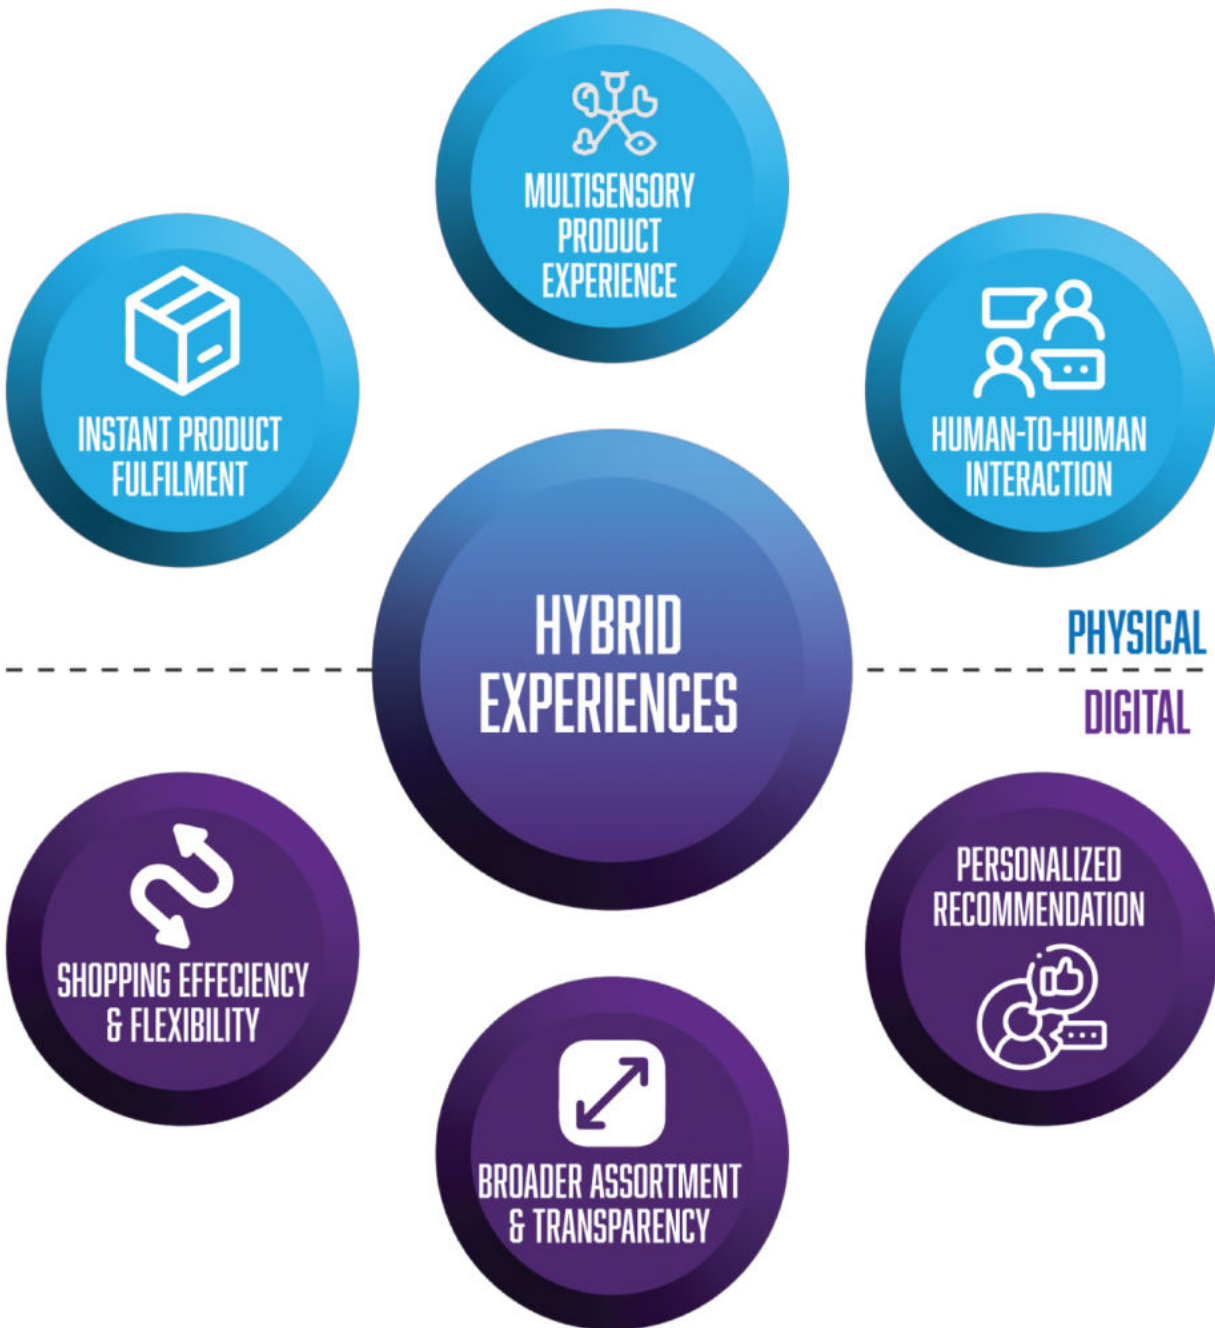 MULTISENSORY
PRODUCT
EXPERIENCE
INSTANT PRODUCT
FULFILMENT
HUMAN-TO-HUMAN
INTERACTION
HYBRID
EXPERIENCES
PHYSICAL
DIGITAL
SHOPPING EFFECIENCY
& FLEXIBILITY
PERSONALIZED
RECOMMENDATION
BROADER ASSORTMENT
& TRANSPARENCY